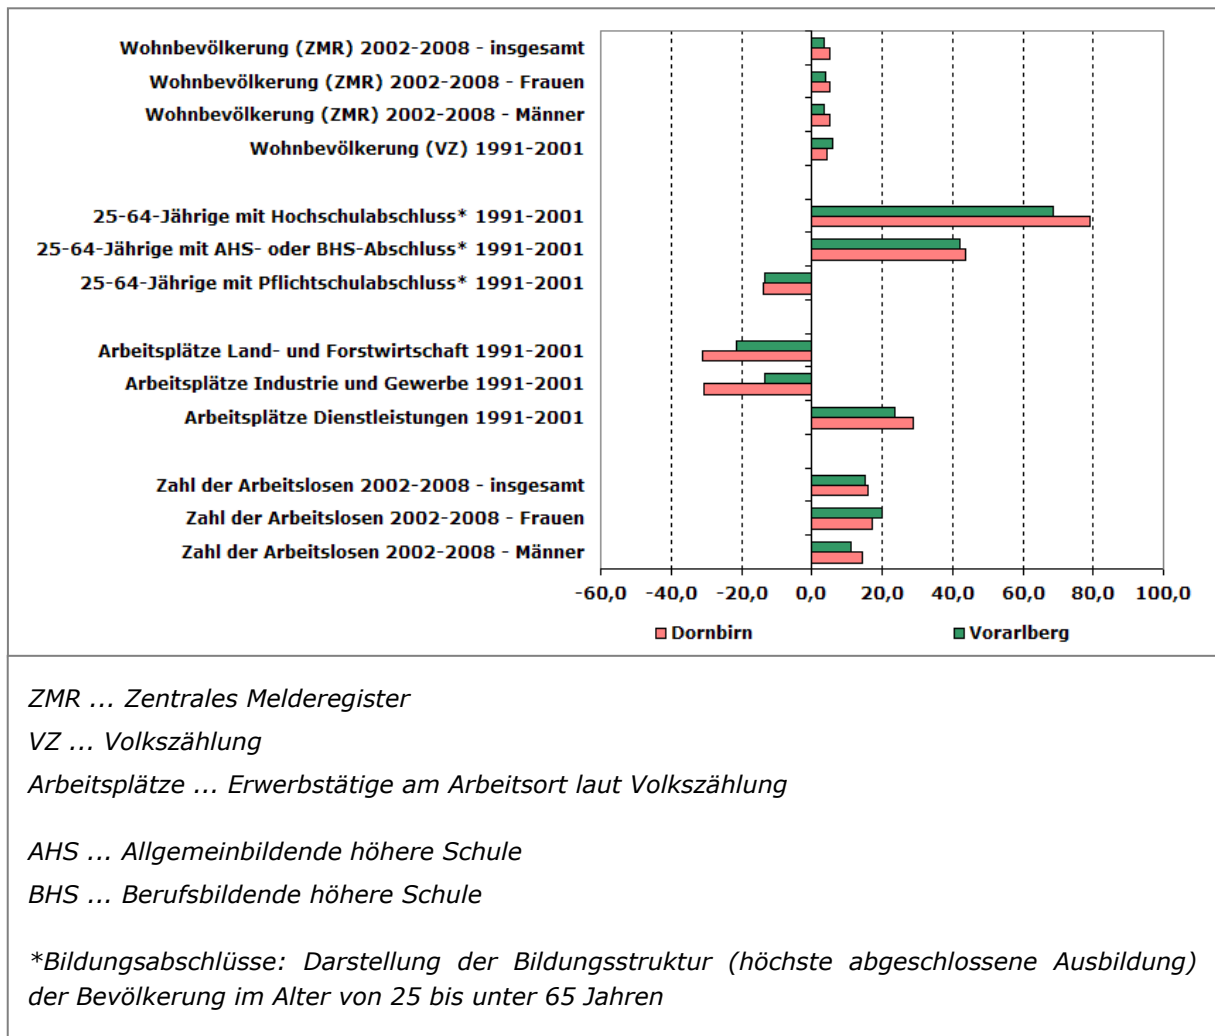 Wohnbevölkerung (ZMR) 2002-2008 - insgesamt
Wohnbevölkerung (ZMR) 2002-2008 - Frauen
Wohnbevölkerung (ZMR) 2002-2008 - Männer
Wohnbevölkerung (VZ) 1991-2001
25-64-Jährige mit Hochschulabschluss* 1991-2001
25-64-Jährige mit AHS- oder BHS-Abschluss* 1991-2001
25-64-Jährige mit Pflichtschulabschluss* 1991-2001
Arbeitsplätze Land- und Forstwirtschaft 1991-2001
Arbeitsplätze Industrie und Gewerbe 1991-2001
Arbeitsplätze Dienstleistungen 1991-2001
Zahl der Arbeitslosen 2002-2008 - insgesamt
Zahl der Arbeitslosen 2002-2008 - Frauen
Zahl der Arbeitslosen 2002-2008 - Männer
-60,0 -40,0 -20,0 0,0 20,0 40,0 60,0 80,0 100,0
Dornbirn Vorarlberg
ZMR ... Zentrales Melderegister
VZ ... Volkszählung
Arbeitsplätze ... Erwerbstätige am Arbeitsort laut Volkszählung
AHS ... Allgemeinbildende höhere Schule
BHS ... Berufsbildende höhere Schule
*Bildungsabschlüsse: Darstellung der Bildungsstruktur (höchste abgeschlossene Ausbildung)
der Bevölkerung im Alter von 25 bis unter 65 Jahren